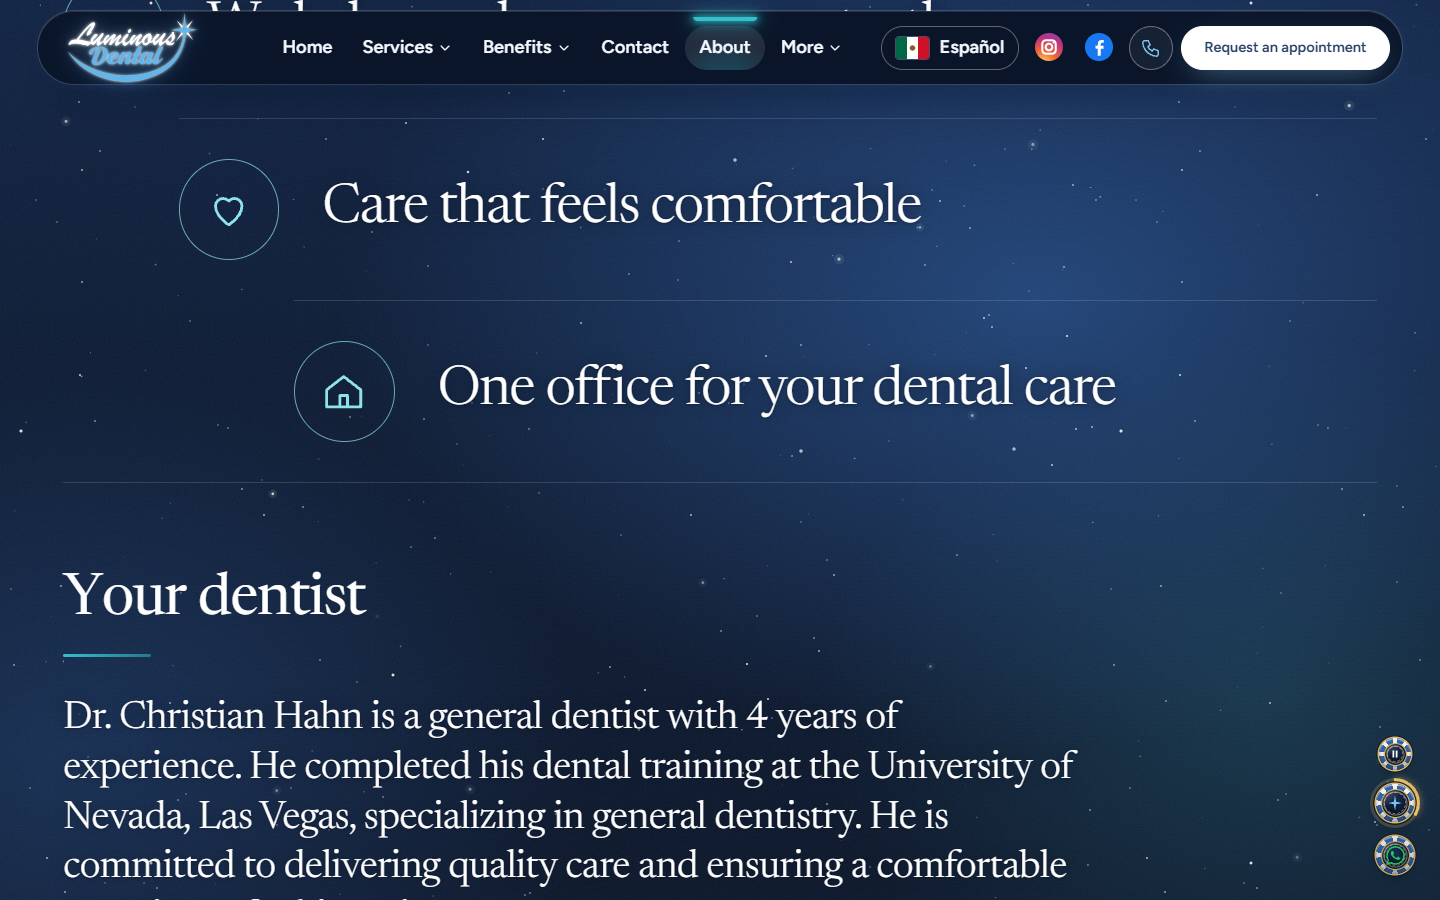 Luminous
Dental
Home
Services
Benefits
Contact
About
More
Español
Request an appointment
Care that feels comfortable
One office for your dental care
Your dentist
Dr. Christian Hahn is a general dentist with 4 years of
experience. He completed his dental training at the University of
Nevada, Las Vegas, specializing in general dentistry. He is
committed to delivering quality care and ensuring a comfortable